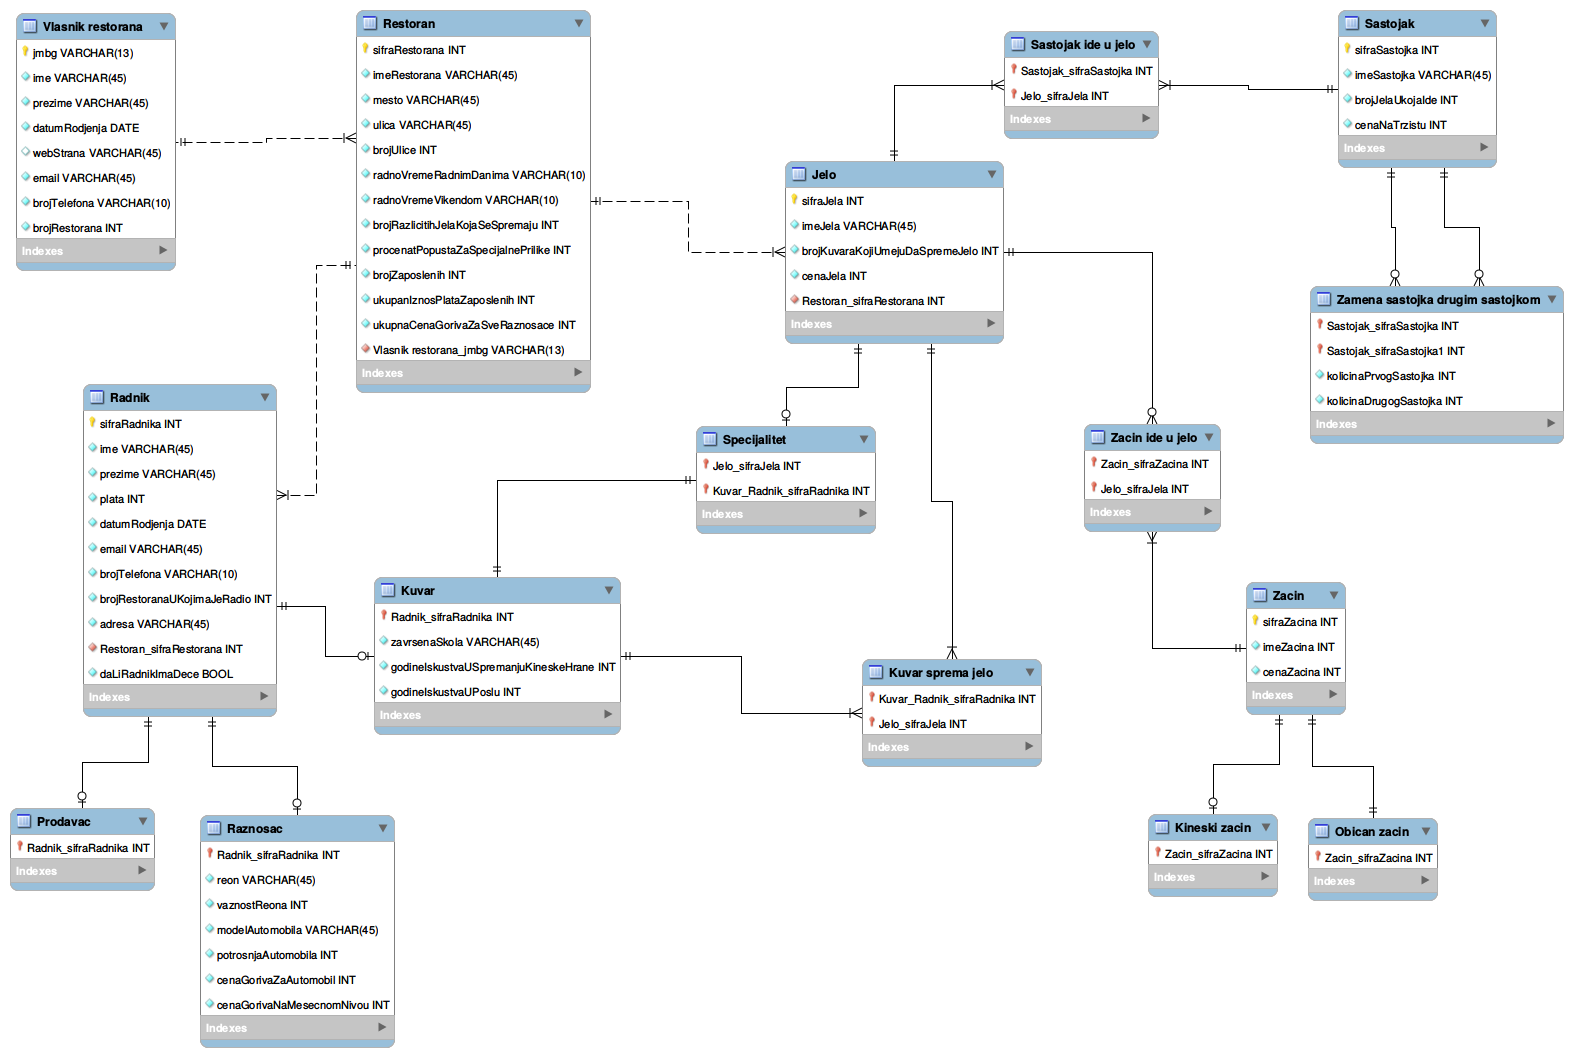 Vlasnik restorana
jmbg VARCHAR(13)
ime VARCHAR(45)
prezime VARCHAR(45)
datumRodjenja DATE
webStrana VARCHAR(45)
email VARCHAR(45)
brojTelefona VARCHAR(10)
brojRestorana INT
Indexes
Restoran
sifraRestorana INT
imeRestorana VARCHAR(45)
mesto VARCHAR(45)
ulica VARCHAR(45)
brojUlice INT
radnoVremeRadnimDanima VARCHAR(10)
radnoVremeVikendom VARCHAR(10)
brojRazlicitihJelaKojaSeSpremaju INT
procenatPopustaZaSpecijalnePrilike INT
brojZaposlenih INT
ukupanIznosPlataZaposlenih INT
ukupnaCenaGorivaZaSveRaznosace INT
Vlasnik restorana_jmbg VARCHAR(13)
Indexes
Sastojak ide u jelo
Sastojak_sifraSastojka INT
Jelo_sifraJela INT
Indexes
Sastojak
sifraSastojka INT
imeSastojka VARCHAR(45)
brojJelaUkojaIde INT
cenaNaTrzistu INT
Indexes
Jelo
sifraJela INT
imeJela VARCHAR(45)
brojKuvaraKojiUmejuDaSpremeJelo INT
cenaJela INT
Restoran_sifraRestorana INT
Indexes
Zamena sastojka drugim sastojkom
Sastojak_sifraSastojka INT
Sastojak_sifraSastojka1 INT
kolicinaPrvogSastojka INT
kolicinaDrugogSastojka INT
Indexes
Radnik
sifraRadnika INT
ime VARCHAR(45)
prezime VARCHAR(45)
plata INT
datumRodjenja DATE
email VARCHAR(45)
brojTelefona VARCHAR(10)
brojRestoranaUKojimaJeRadio INT
adresa VARCHAR(45)
Restoran_sifraRestorana INT
daLiRadnikImaDece BOOL
Indexes
Specijalitet
Jelo_sifraJela INT
Kuvar_Radnik_sifraRadnika INT
Indexes
Zacin ide u jelo
Zacin_sifraZacina INT
Jelo_sifraJela INT
Indexes
Kuvar
Radnik_sifraRadnika INT
zavrsenaSkola VARCHAR(45)
godineIskustvaUSpremanjuKineskeHrane INT
godineIskustvaUPoslu INT
Indexes
Kuvar sprema jelo
Kuvar_Radnik_sifraRadnika INT
Jelo_sifraJela INT
Indexes
Zacin
sifraZacina INT
imeZacina INT
cenaZacina INT
Indexes
Prodavac
Radnik_sifraRadnika INT
Indexes
Raznosac
Radnik_sifraRadnika INT
reon VARCHAR(45)
vaznostReona INT
modelAutomobila VARCHAR(45)
potrosnjaAutomobila INT
cenaGorivaZaAutomobil INT
cenaGorivaNaMesecnomNivou INT
Indexes
Kineski zacin
Zacin_sifraZacina INT
Indexes
Obican zacin
Zacin_sifraZacina INT
Indexes